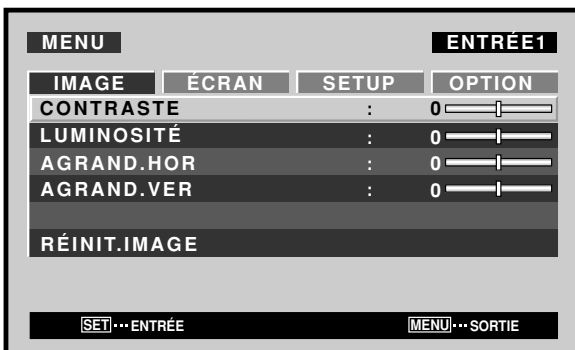 MENU ENTRÉE1
IMAGE ÉCRAN SETUP OPTION
CONTRASTE : 0
LUMINOSITÉ : 0
AGRAND.HOR : 0
AGRAND.VER : 0
RÉINIT.IMAGE
SET ··· ENTRÉE MENU ··· SORTIE